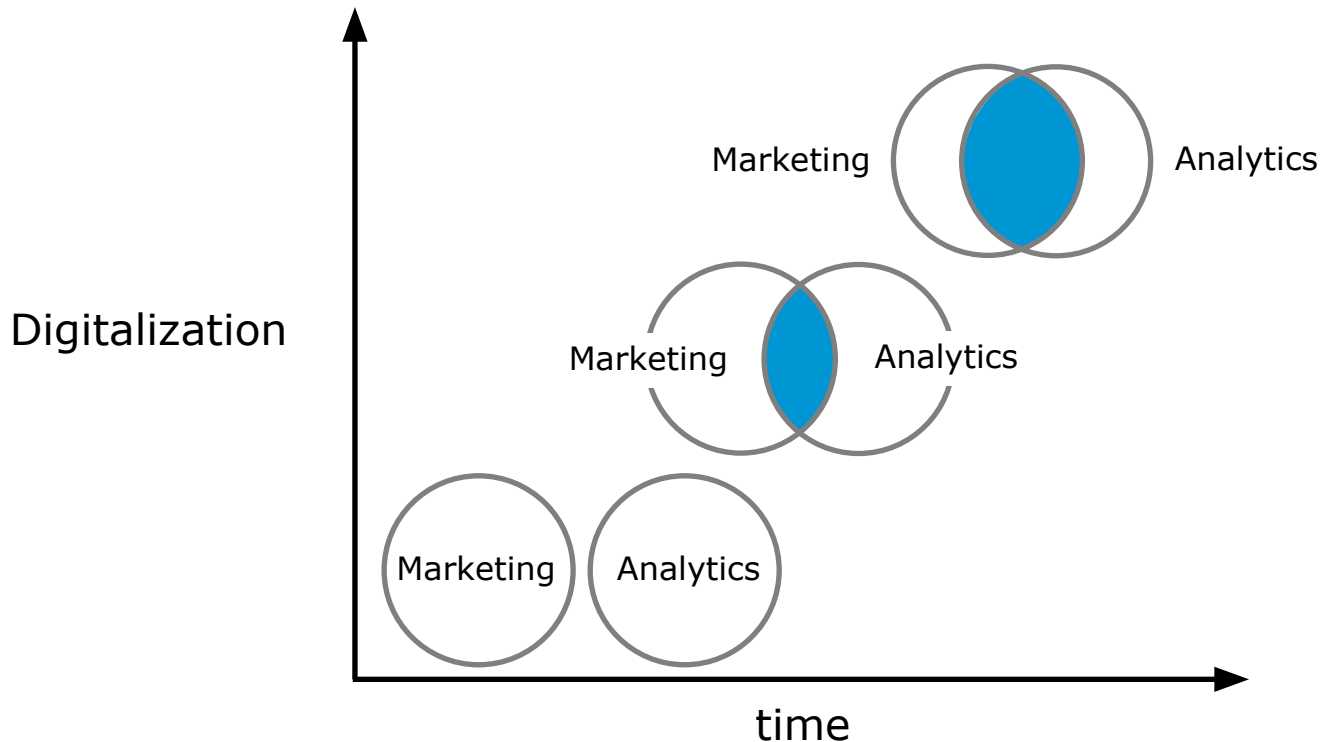 Marketing
Analytics
Digitalization
Marketing
Analytics
Marketing
Analytics
time